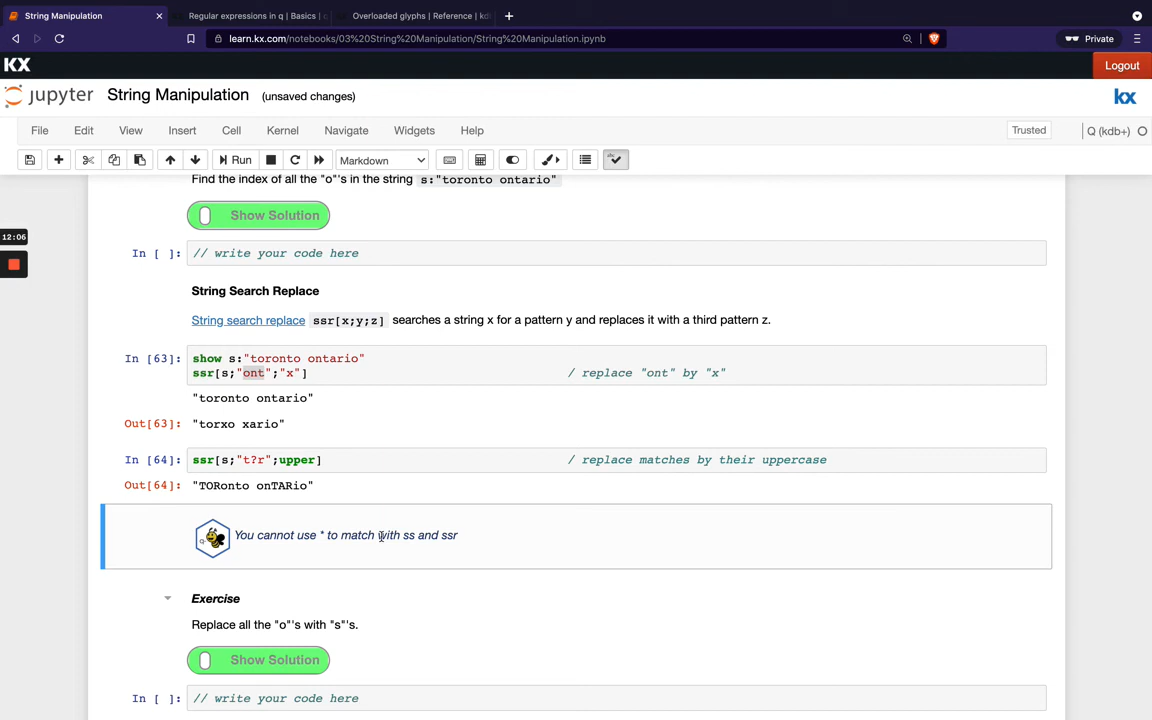 String Manipulation
Regular expressions in q | Basics |
Overloaded glyphs | Reference | kd
learn.kx.com/notebooks/03%20String%20Manipulation/String%20Manipulation.ipynb
Private
KX
Logout
jupyter String Manipulation (unsaved changes)
kx
File Edit View Insert Cell Kernel Navigate Widgets Help
Trusted
Q (kdb+)
Run
Markdown
Find the index of all the "o"'s in the string s:"toronto ontario"
Show Solution
12:06
In [ ]: // write your code here
String Search Replace
String search replace ssr[x;y;z] searches a string x for a pattern y and replaces it with a third pattern z.
In [63]: show s:"toronto ontario"
ssr[s;"ont";"x"] / replace "ont" by "x"
"toronto ontario"
Out[63]: "torxo xario"
In [64]: ssr[s;"t?r";upper] / replace matches by their uppercase
Out[64]: "TORonto onTARio"
You cannot use * to match with ss and ssr
Exercise
Replace all the "o"'s with "s"'s.
Show Solution
In [ ]: // write your code here